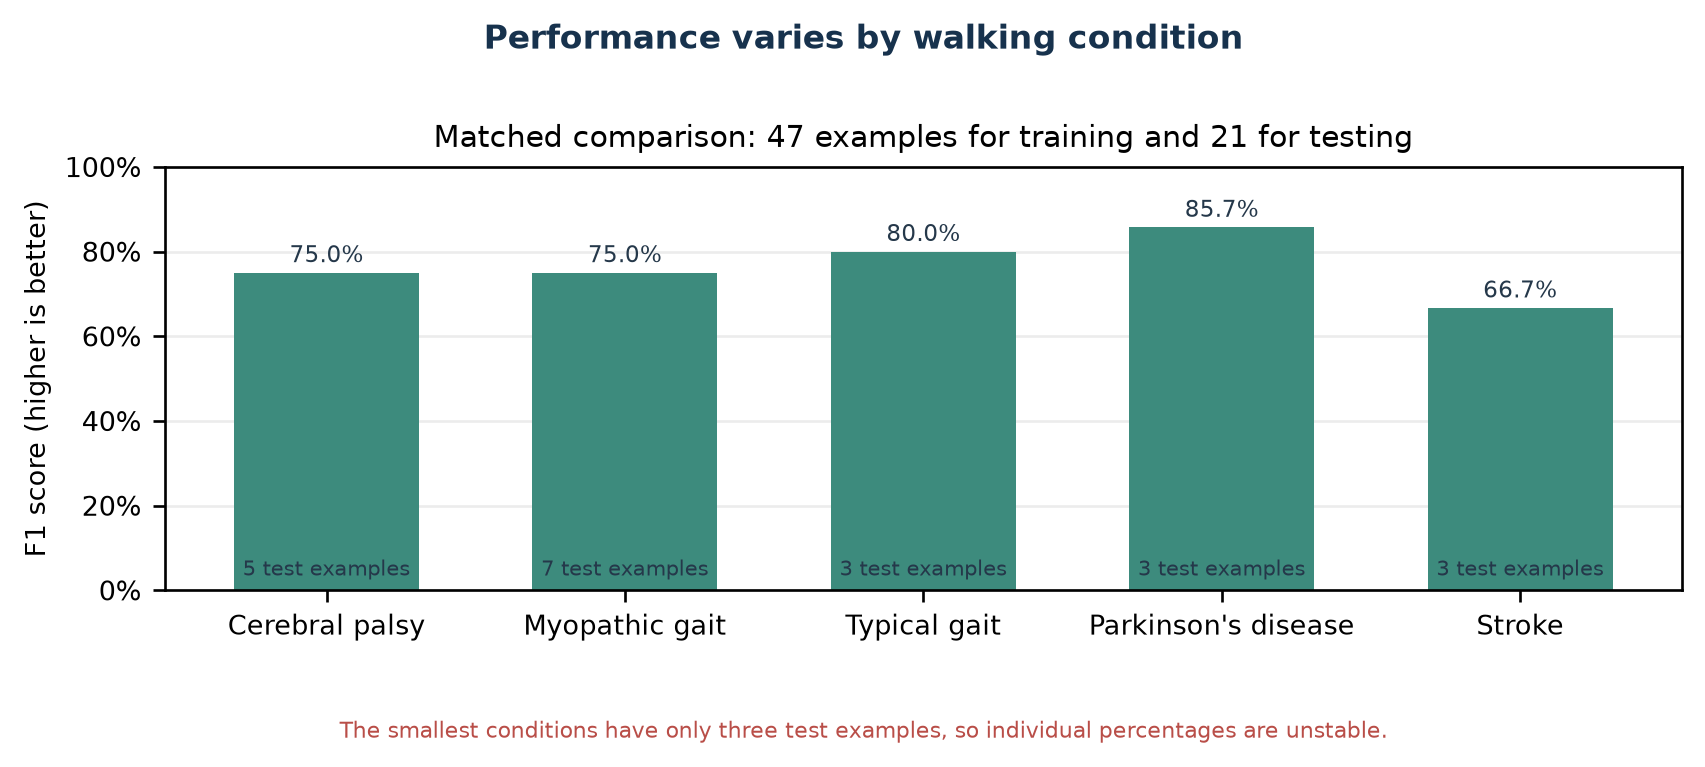 Performance varies by walking condition
Matched comparison: 47 examples for training and 21 for testing
F1 score (higher is better)
100%
80%
60%
40%
20%
0%
75.0%
75.0%
80.0%
85.7%
66.7%
5 test examples
7 test examples
3 test examples
3 test examples
3 test examples
Cerebral palsy
Myopathic gait
Typical gait
Parkinson's disease
Stroke
The smallest conditions have only three test examples, so individual percentages are unstable.